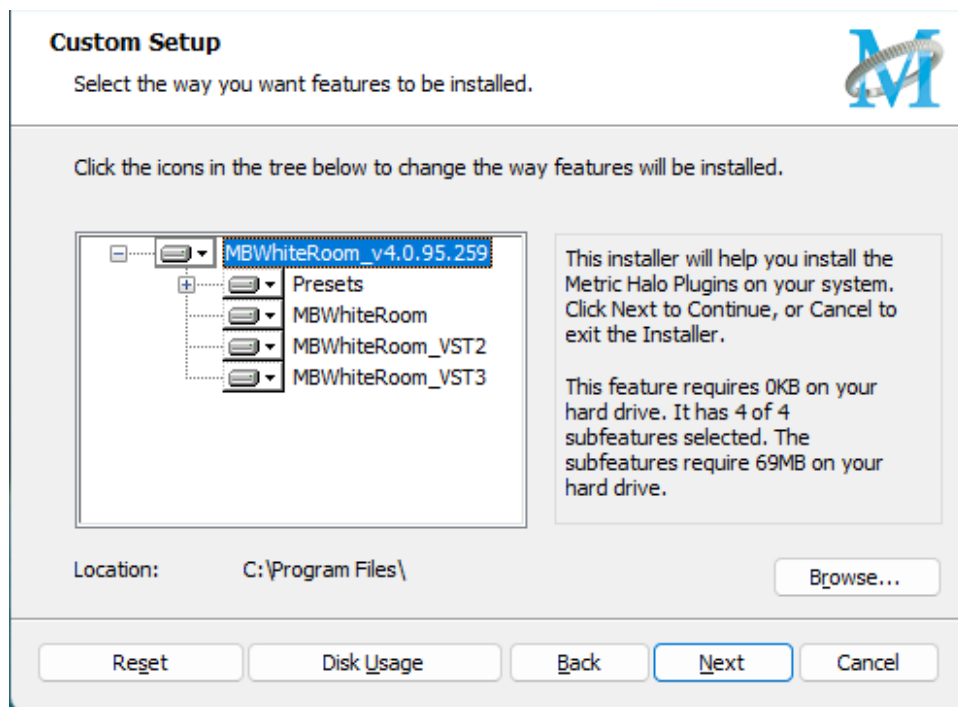 Custom Setup
Select the way you want features to be installed.
M
Click the icons in the tree below to change the way features will be installed.
MBWhiteRoom_v4.0.95.259
Presets
MBWhiteRoom
MBWhiteRoom_VST2
MBWhiteRoom_VST3
This installer will help you install the
Metric Halo Plugins on your system.
Click Next to Continue, or Cancel to
exit the Installer.
This feature requires 0KB on your
hard drive. It has 4 of 4
subfeatures selected. The
subfeatures require 69MB on your
hard drive.
Location: C:\Program Files\
Browse...
Reset Disk Usage Back Next Cancel